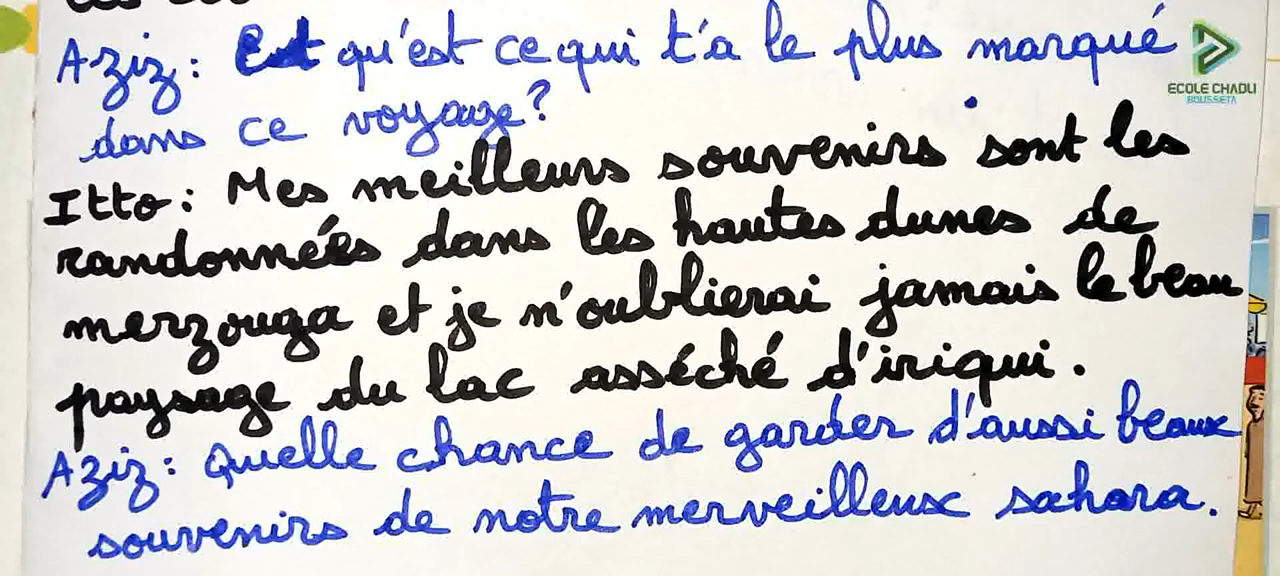 Aziz: Et qu'est ce qui t'a le plus marqué
dans ce voyage?
Itto: Mes meilleurs souvenirs sont les
randonnées dans les hautes dunes de
merzouga et je n'oublierai jamais le beau
paysage du lac asséché d'iriqui.
Aziz: Quelle chance de garder d'aussi beaux
souvenirs de notre merveilleux sahara.
ECOLE CHADLI
BOUSSETA